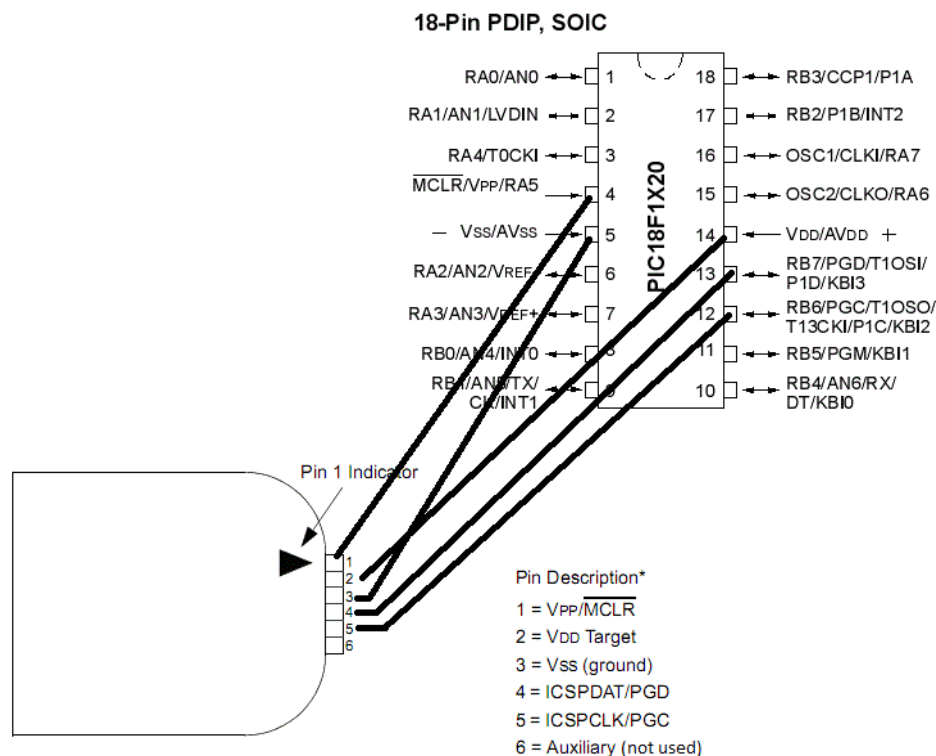 18-Pin PDIP, SOIC
RA0/AN0
1
18
RB3/CCP1/P1A
RA1/AN1/LVDIN
2
17
RB2/P1B/INT2
RA4/T0CKI
3
16
OSC1/CLKI/RA7
MCLR/VPP/RA5
4
15
OSC2/CLKO/RA6
− VSS/AVSS
5
14
VDD/AVDD +
RA2/AN2/VREF-
6
13
RB7/PGD/T1OSI/
P1D/KBI3
RA3/AN3/VREF+
7
12
RB6/PGC/T1OSO/
T13CKI/P1C/KBI2
RB0/AN4/INT0
8
11
RB5/PGM/KBI1
RB1/AN5/TX/
CK/INT1
9
10
RB4/AN6/RX/
DT/KBI0
PIC18F1X20
Pin 1 Indicator
1
2
3
4
5
6
Pin Description*
1 = VPP/MCLR
2 = VDD Target
3 = VSS (ground)
4 = ICSPDAT/PGD
5 = ICSPCLK/PGC
6 = Auxiliary (not used)